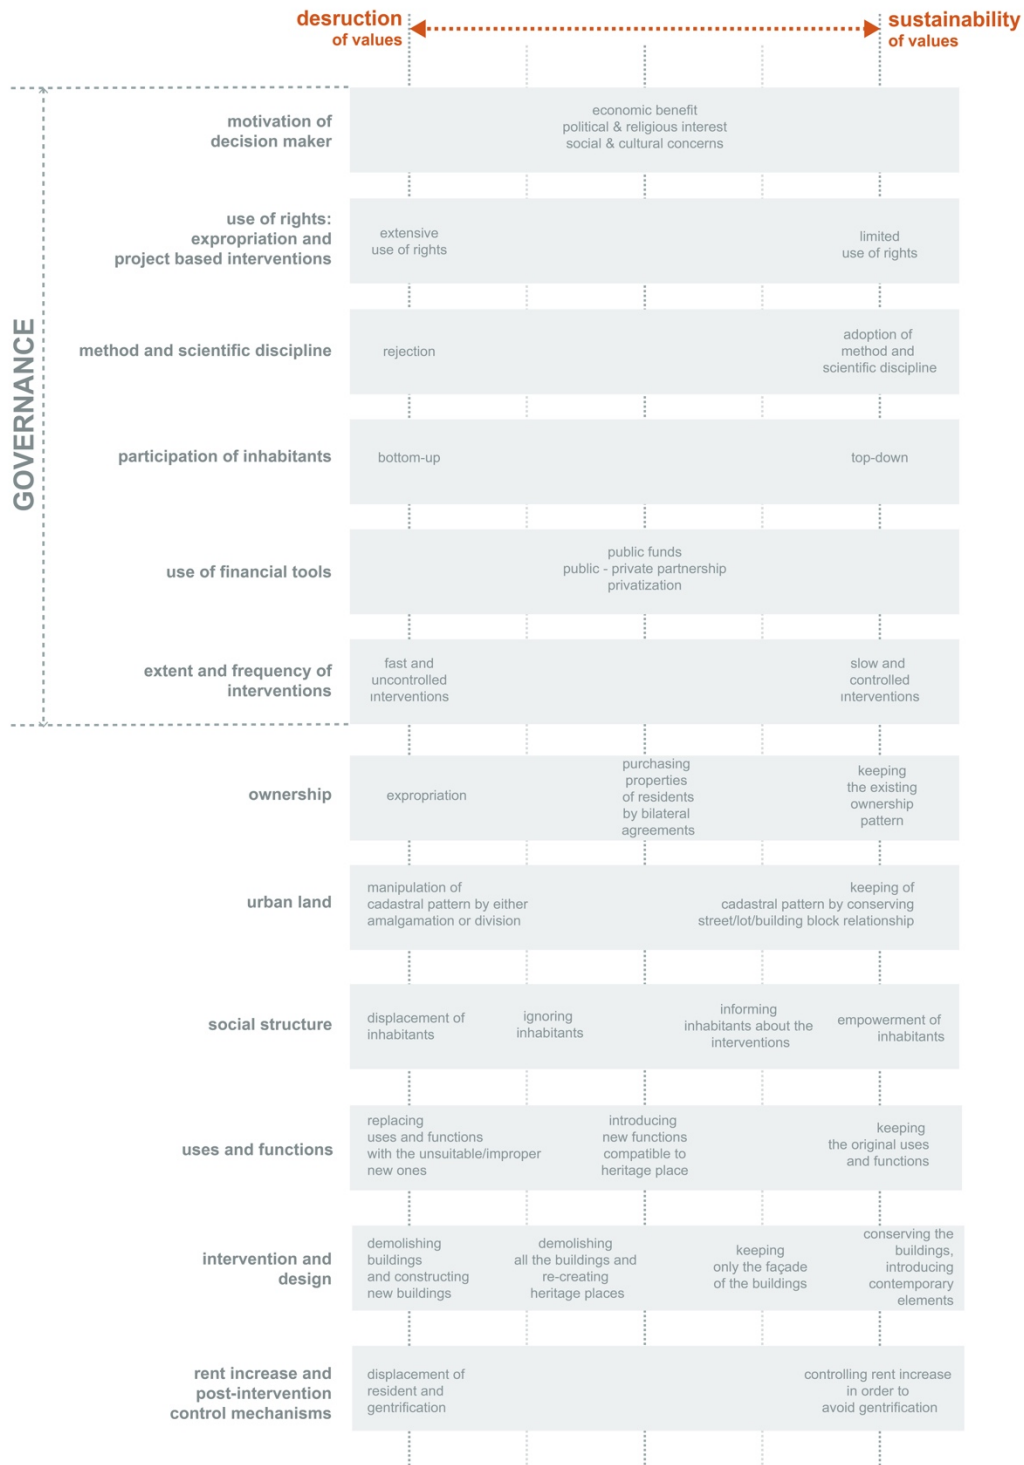 desruction
of values
sustainability
of values
GOVERNANCE
motivation of
decision maker
economic benefit
political & religious interest
social & cultural concerns
use of rights:
expropriation and
project based interventions
extensive
use of rights
limited
use of rights
method and scientific discipline
rejection
adoption of
method and
scientific discipline
participation of inhabitants
bottom-up
top-down
use of financial tools
public funds
public - private partnership
privatization
extent and frequency of
interventions
fast and
uncontrolled
interventions
slow and
controlled
interventions
ownership
expropriation
purchasing
properties
of residents
by bilateral
agreements
keeping
the existing
ownership
pattern
urban land
manipulation of
cadastral pattern by either
amalgamation or division
keeping of
cadastral pattern by conserving
street/lot/building block relationship
social structure
displacement of
inhabitants
ignoring
inhabitants
informing
inhabitants about the
interventions
empowerment of
inhabitants
uses and functions
replacing
uses and functions
with the unsuitable/improper
new ones
introducing
new functions
compatible to
heritage place
keeping
the original uses
and functions
intervention and
design
demolishing
buildings
and constructing
new buildings
demolishing
all the buildings and
re-creating
heritage places
keeping
only the façade
of the buildings
conserving the
buildings,
introducing
contemporary
elements
rent increase and
post-intervention
control mechanisms
displacement of
resident and
gentrification
controlling rent increase
in order to
avoid gentrification